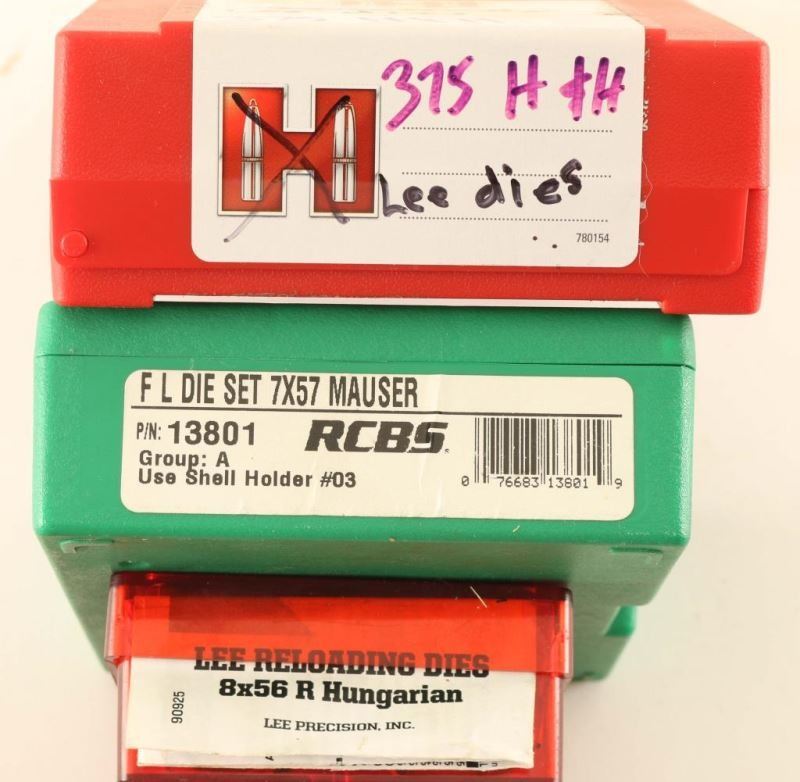 375 H&H
Lee dies
780154
F L DIE SET 7X57 MAUSER
P/N: 13801 RCBS
Group: A
Use Shell Holder #03
0 76683 13801 9
LEE RELOADING DIES
8x56 R Hungarian
90925
LEE PRECISION, INC.